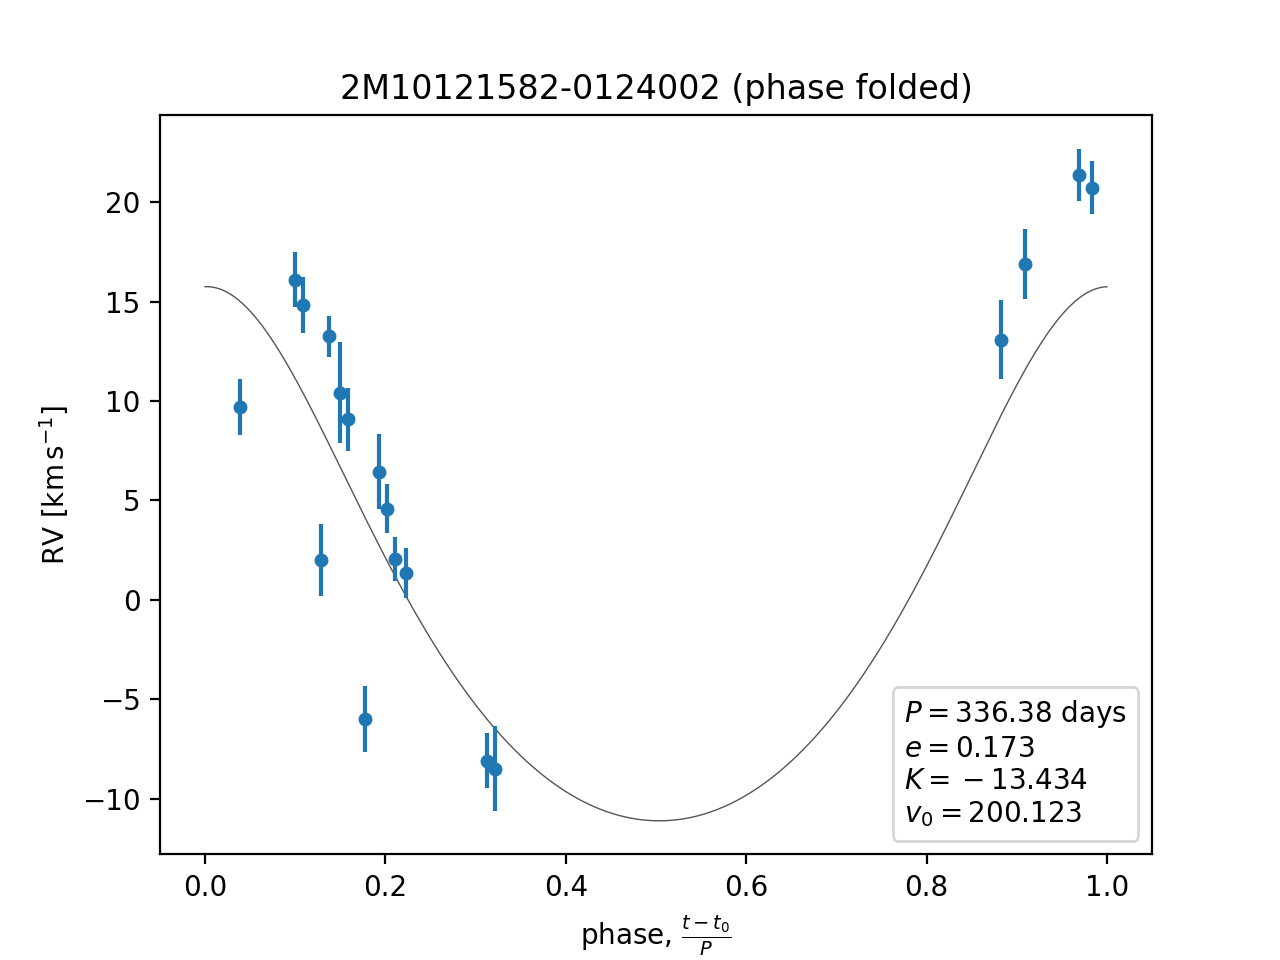 2M10121582-0124002 (phase folded)
RV [km s⁻¹]
20
15
10
5
0
−5
−10
P = 336.38 days
e = 0.173
K = −13.434
v₀ = 200.123
0.0 0.2 0.4 0.6 0.8 1.0
phase, (t − t₀)/P